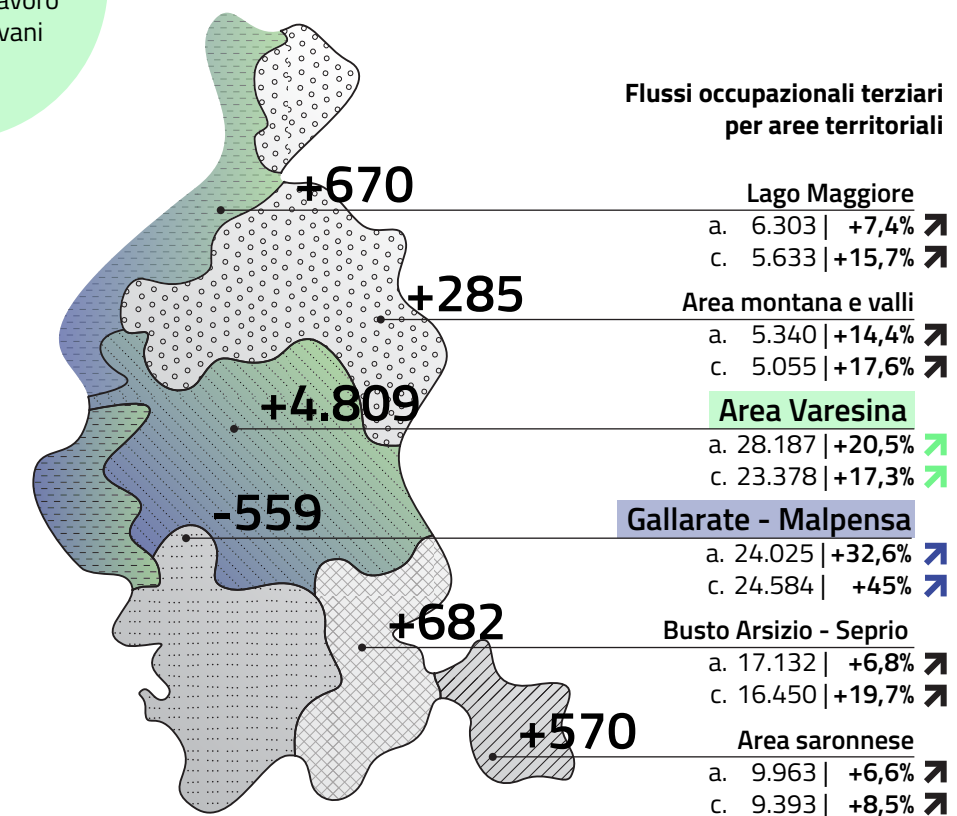 vani
Flussi occupazionali terziari
per aree territoriali
+670
Lago Maggiore
a. 6.303 | +7,4%
c. 5.633 | +15,7%
+285
Area montana e valli
a. 5.340 | +14,4%
c. 5.055 | +17,6%
+4.809
Area Varesina
a. 28.187 | +20,5%
c. 23.378 | +17,3%
-559
Gallarate - Malpensa
a. 24.025 | +32,6%
c. 24.584 | +45%
+682
Busto Arsizio - Seprio
a. 17.132 | +6,8%
c. 16.450 | +19,7%
+570
Area saronnese
a. 9.963 | +6,6%
c. 9.393 | +8,5%